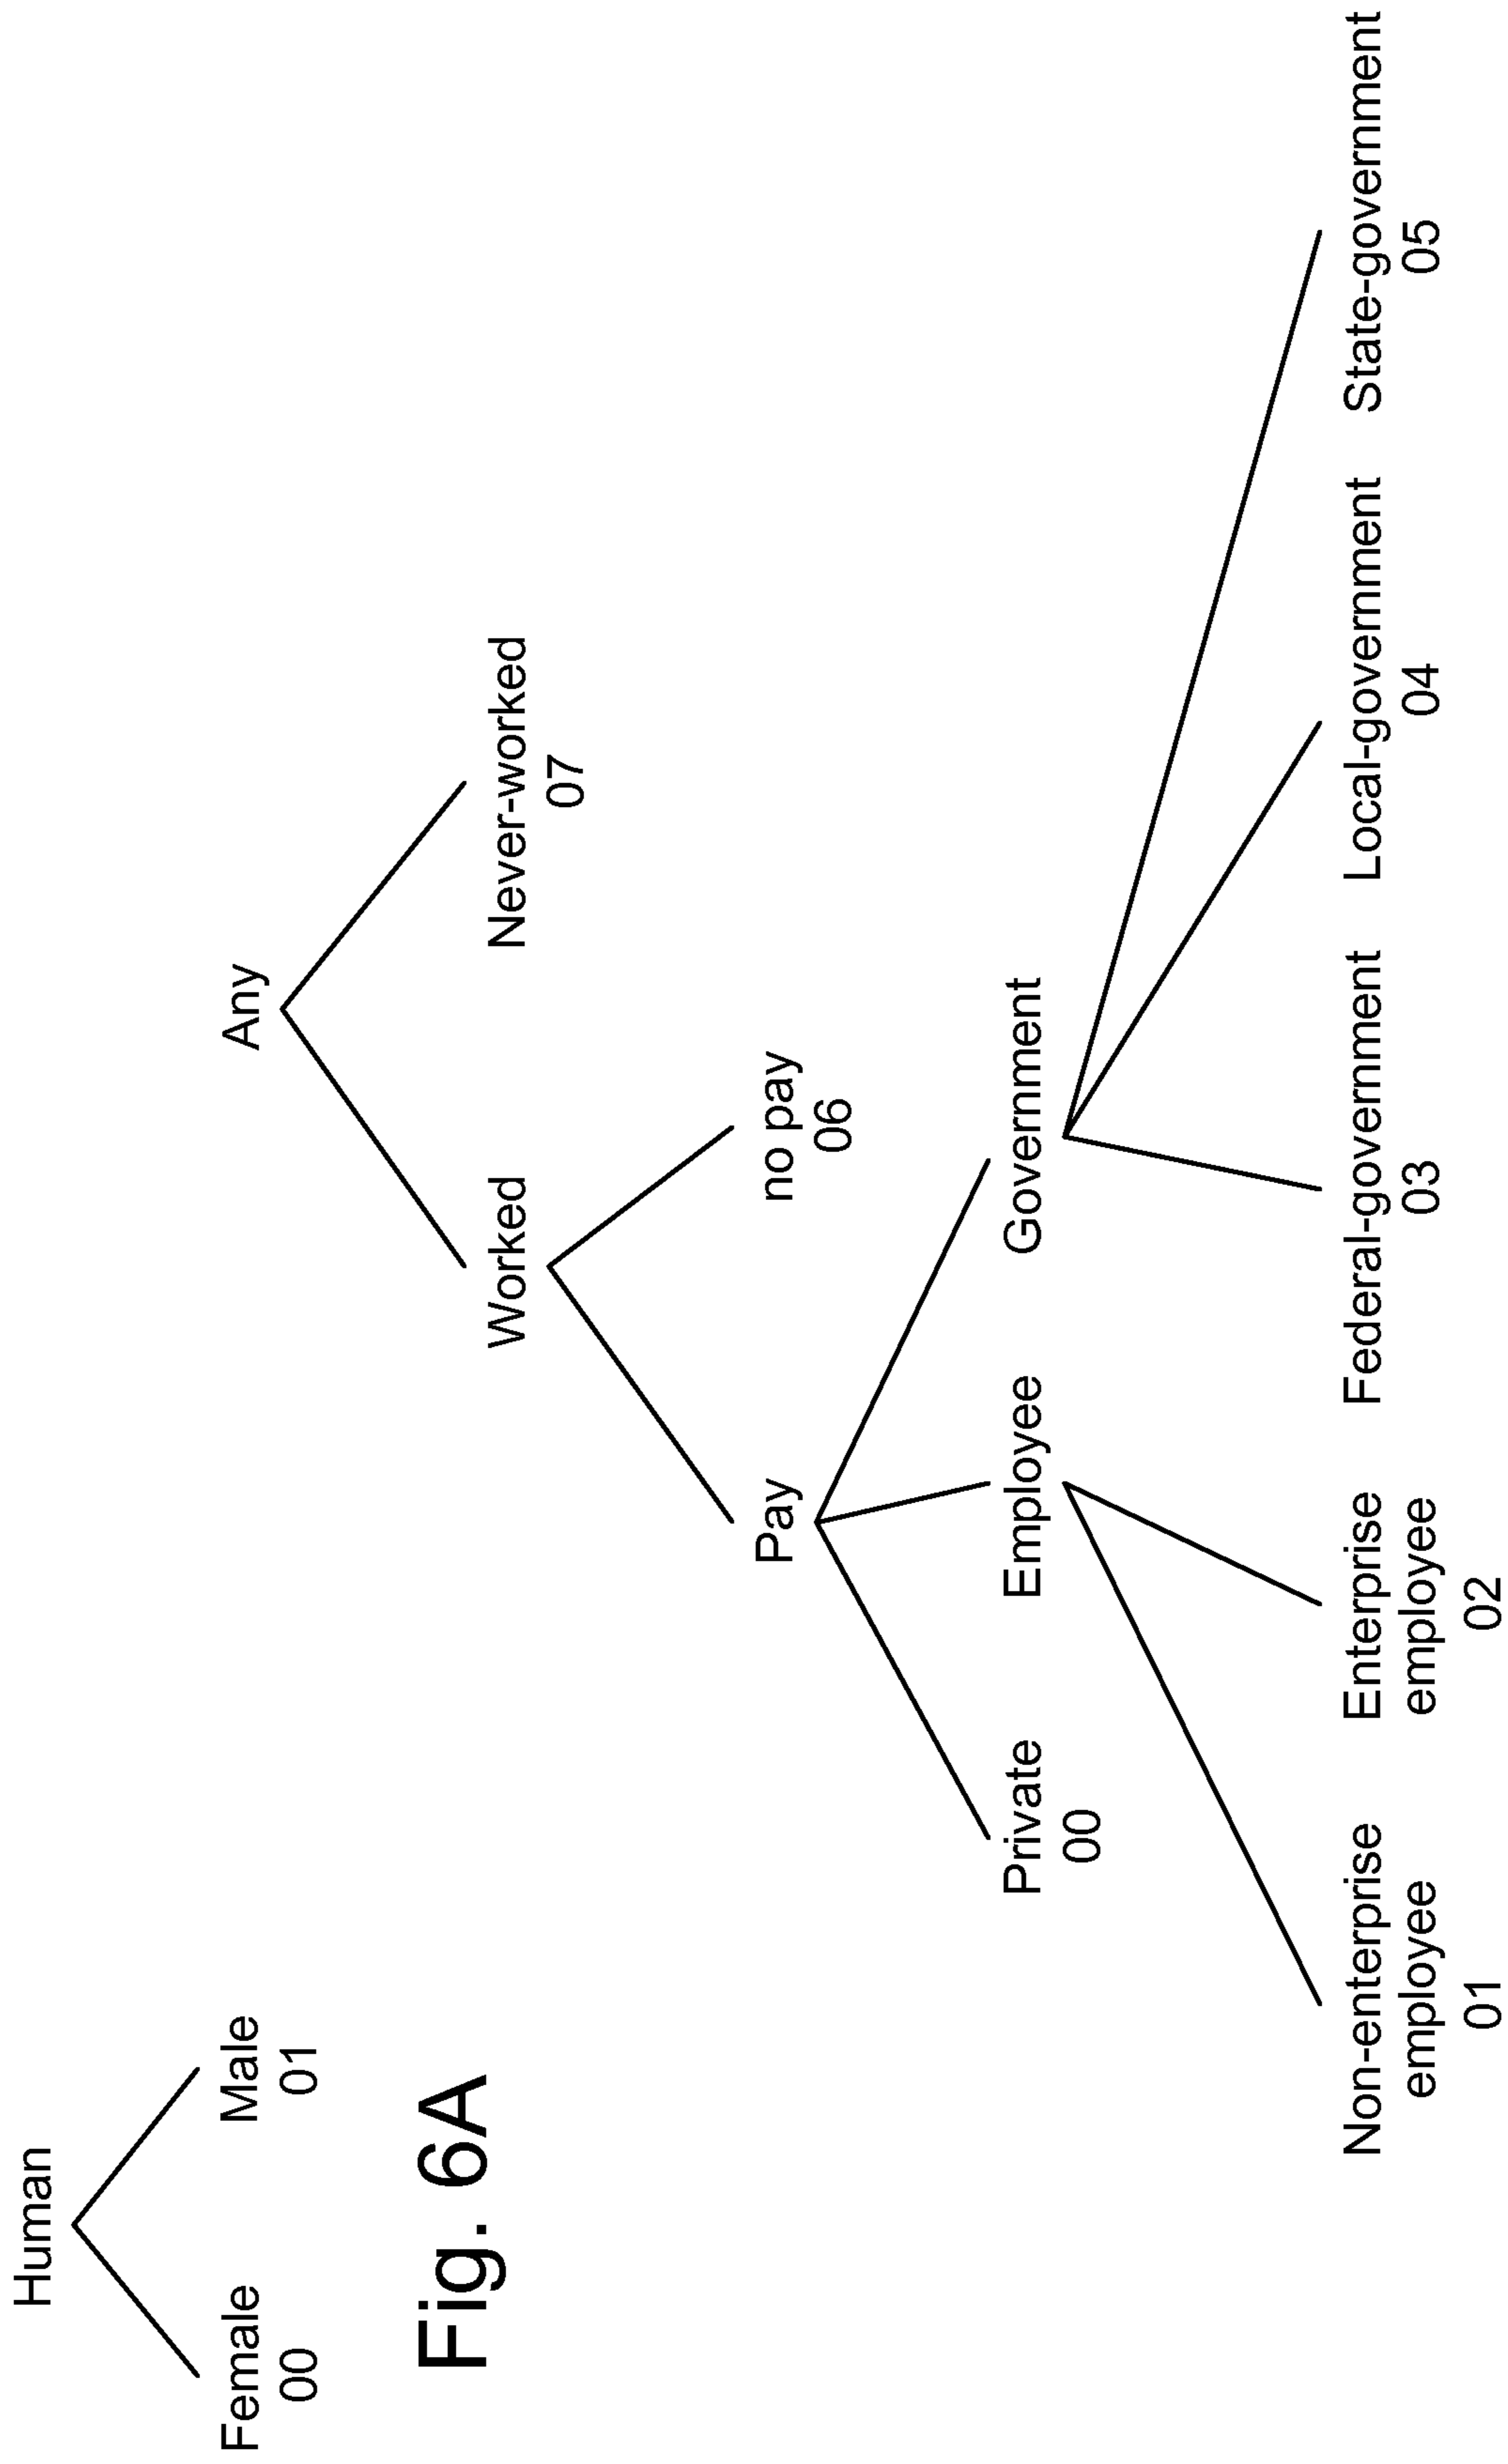 Human
Female
00
Male
01
Fig. 6A
Any
Worked
Never-worked
07
Pay
no pay
06
Private
00
Employee
Government
Non-enterprise
employee
01
Enterprise
employee
02
Federal-government
03
Local-government
04
State-government
05